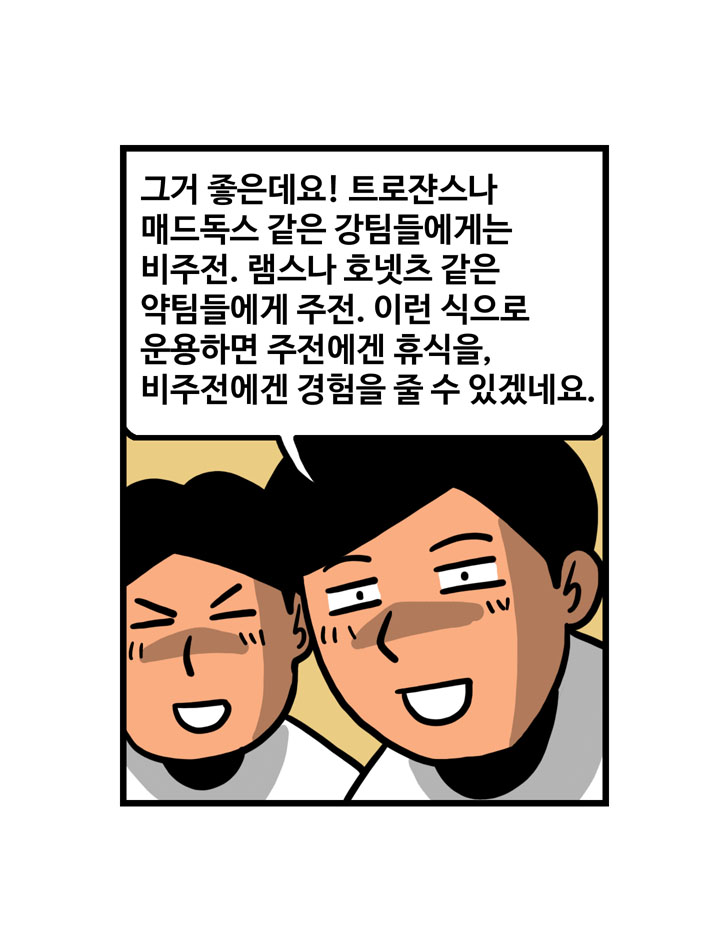 그거 좋은데요! 트로쟌스나
매드독스 같은 강팀들에게는
비주전. 램스나 호넷츠 같은
약팀들에게 주전. 이런 식으로
운용하면 주전에겐 휴식을,
비주전에겐 경험을 줄 수 있겠네요.